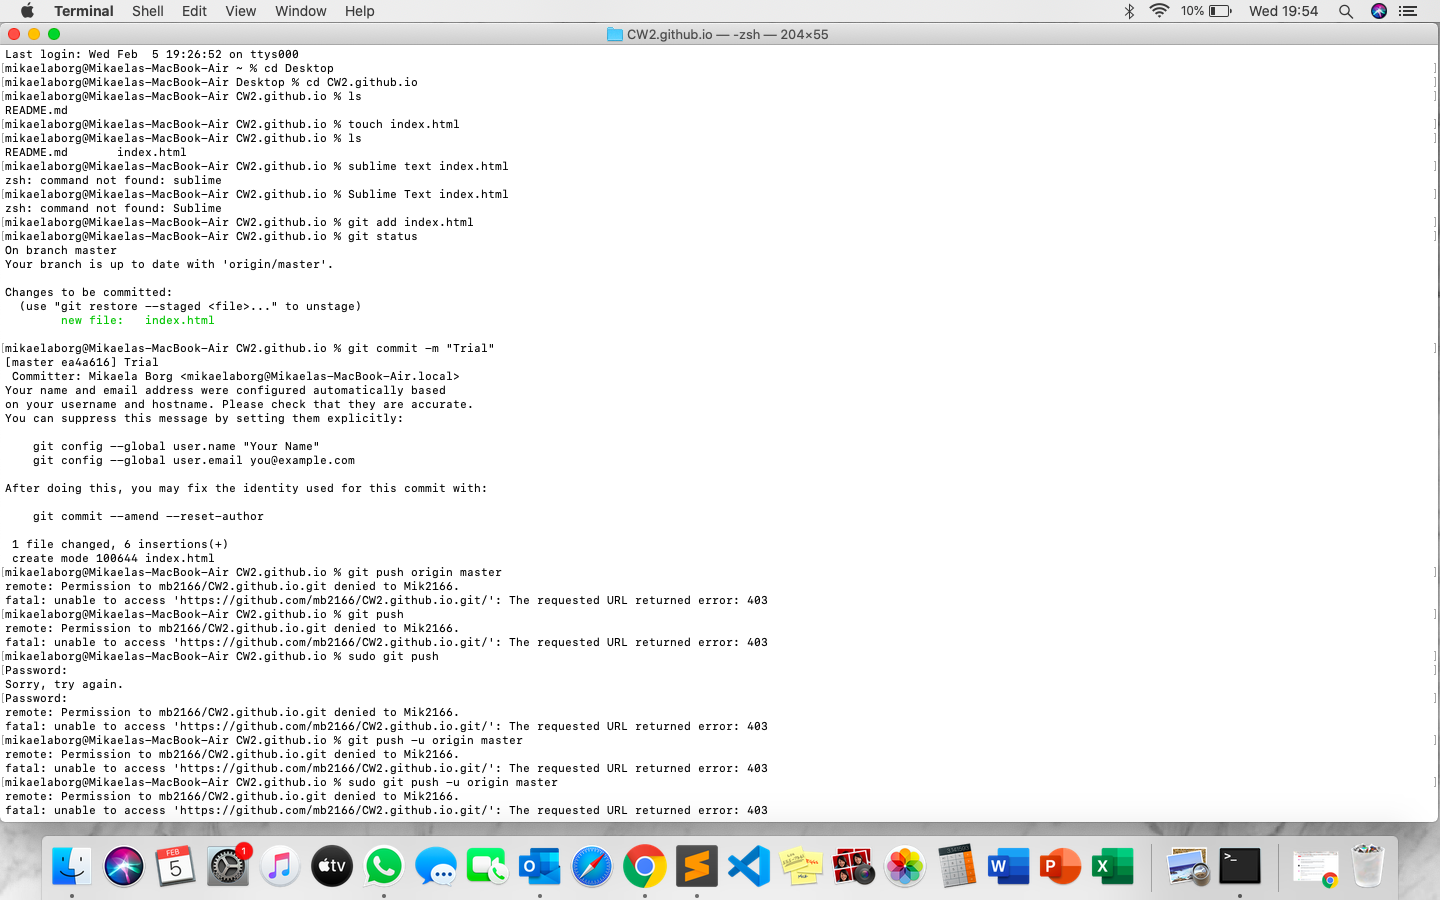 Terminal Shell Edit View Window Help 10% Wed 19:54
CW2.github.io — -zsh — 204×55
Last login: Wed Feb  5 19:26:52 on ttys000
[mikaelaborg@Mikaelas-MacBook-Air ~ % cd Desktop ]
[mikaelaborg@Mikaelas-MacBook-Air Desktop % cd CW2.github.io ]
[mikaelaborg@Mikaelas-MacBook-Air CW2.github.io % ls ]
README.md
[mikaelaborg@Mikaelas-MacBook-Air CW2.github.io % touch index.html ]
[mikaelaborg@Mikaelas-MacBook-Air CW2.github.io % ls ]
README.md       index.html
[mikaelaborg@Mikaelas-MacBook-Air CW2.github.io % sublime text index.html ]
zsh: command not found: sublime
[mikaelaborg@Mikaelas-MacBook-Air CW2.github.io % Sublime Text index.html ]
zsh: command not found: Sublime
[mikaelaborg@Mikaelas-MacBook-Air CW2.github.io % git add index.html ]
[mikaelaborg@Mikaelas-MacBook-Air CW2.github.io % git status ]
On branch master
Your branch is up to date with 'origin/master'.
Changes to be committed:
  (use "git restore --staged <file>..." to unstage)
        new file:   index.html
[mikaelaborg@Mikaelas-MacBook-Air CW2.github.io % git commit -m "Trial" ]
[master ea4a616] Trial
 Committer: Mikaela Borg <mikaelaborg@Mikaelas-MacBook-Air.local>
Your name and email address were configured automatically based
on your username and hostname. Please check that they are accurate.
You can suppress this message by setting them explicitly:
    git config --global user.name "Your Name"
    git config --global user.email you@example.com
After doing this, you may fix the identity used for this commit with:
    git commit --amend --reset-author
 1 file changed, 6 insertions(+)
 create mode 100644 index.html
[mikaelaborg@Mikaelas-MacBook-Air CW2.github.io % git push origin master ]
remote: Permission to mb2166/CW2.github.io.git denied to Mik2166.
fatal: unable to access 'https://github.com/mb2166/CW2.github.io.git/': The requested URL returned error: 403
[mikaelaborg@Mikaelas-MacBook-Air CW2.github.io % git push ]
remote: Permission to mb2166/CW2.github.io.git denied to Mik2166.
fatal: unable to access 'https://github.com/mb2166/CW2.github.io.git/': The requested URL returned error: 403
[mikaelaborg@Mikaelas-MacBook-Air CW2.github.io % sudo git push ]
[Password: ]
Sorry, try again.
[Password: ]
remote: Permission to mb2166/CW2.github.io.git denied to Mik2166.
fatal: unable to access 'https://github.com/mb2166/CW2.github.io.git/': The requested URL returned error: 403
[mikaelaborg@Mikaelas-MacBook-Air CW2.github.io % git push -u origin master ]
remote: Permission to mb2166/CW2.github.io.git denied to Mik2166.
fatal: unable to access 'https://github.com/mb2166/CW2.github.io.git/': The requested URL returned error: 403
[mikaelaborg@Mikaelas-MacBook-Air CW2.github.io % sudo git push -u origin master ]
remote: Permission to mb2166/CW2.github.io.git denied to Mik2166.
fatal: unable to access 'https://github.com/mb2166/CW2.github.io.git/': The requested URL returned error: 403
FEB 5 1 tv O S W P X >_